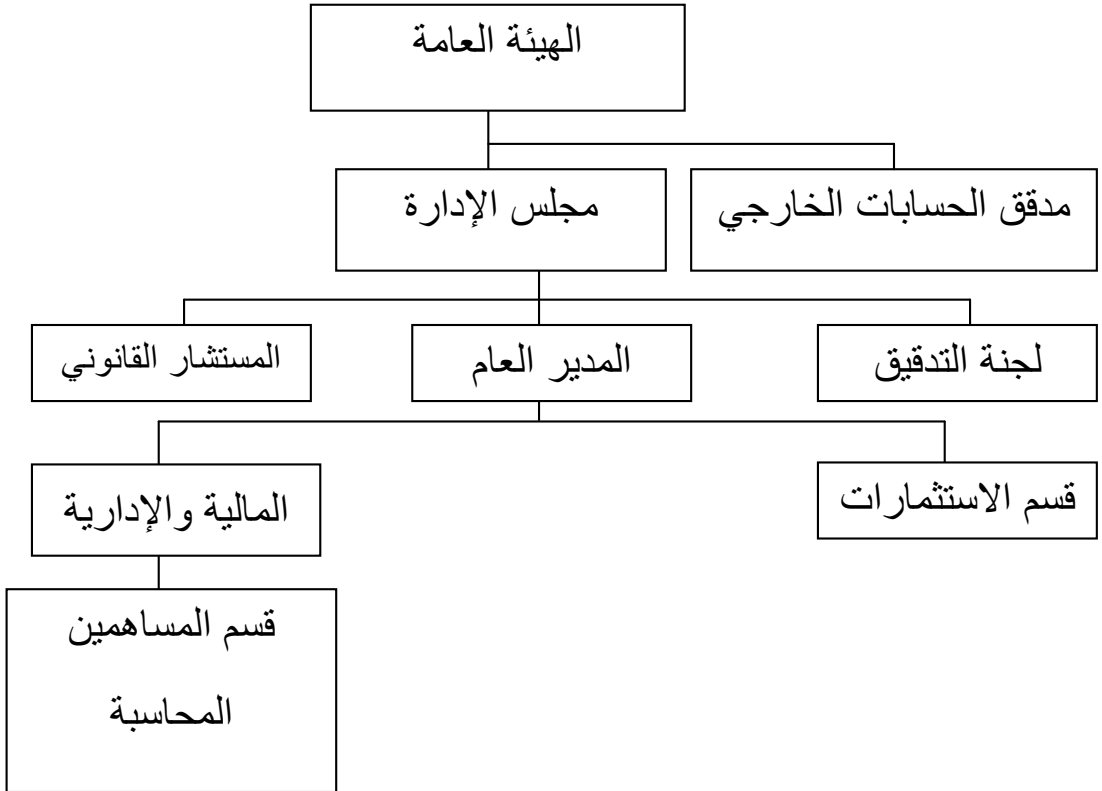 الهيئة العامة
مدقق الحسابات الخارجي
مجلس الإدارة
لجنة التدقيق
المدير العام
المستشار القانوني
قسم الاستثمارات
المالية والإدارية
قسم المساهمين
المحاسبة